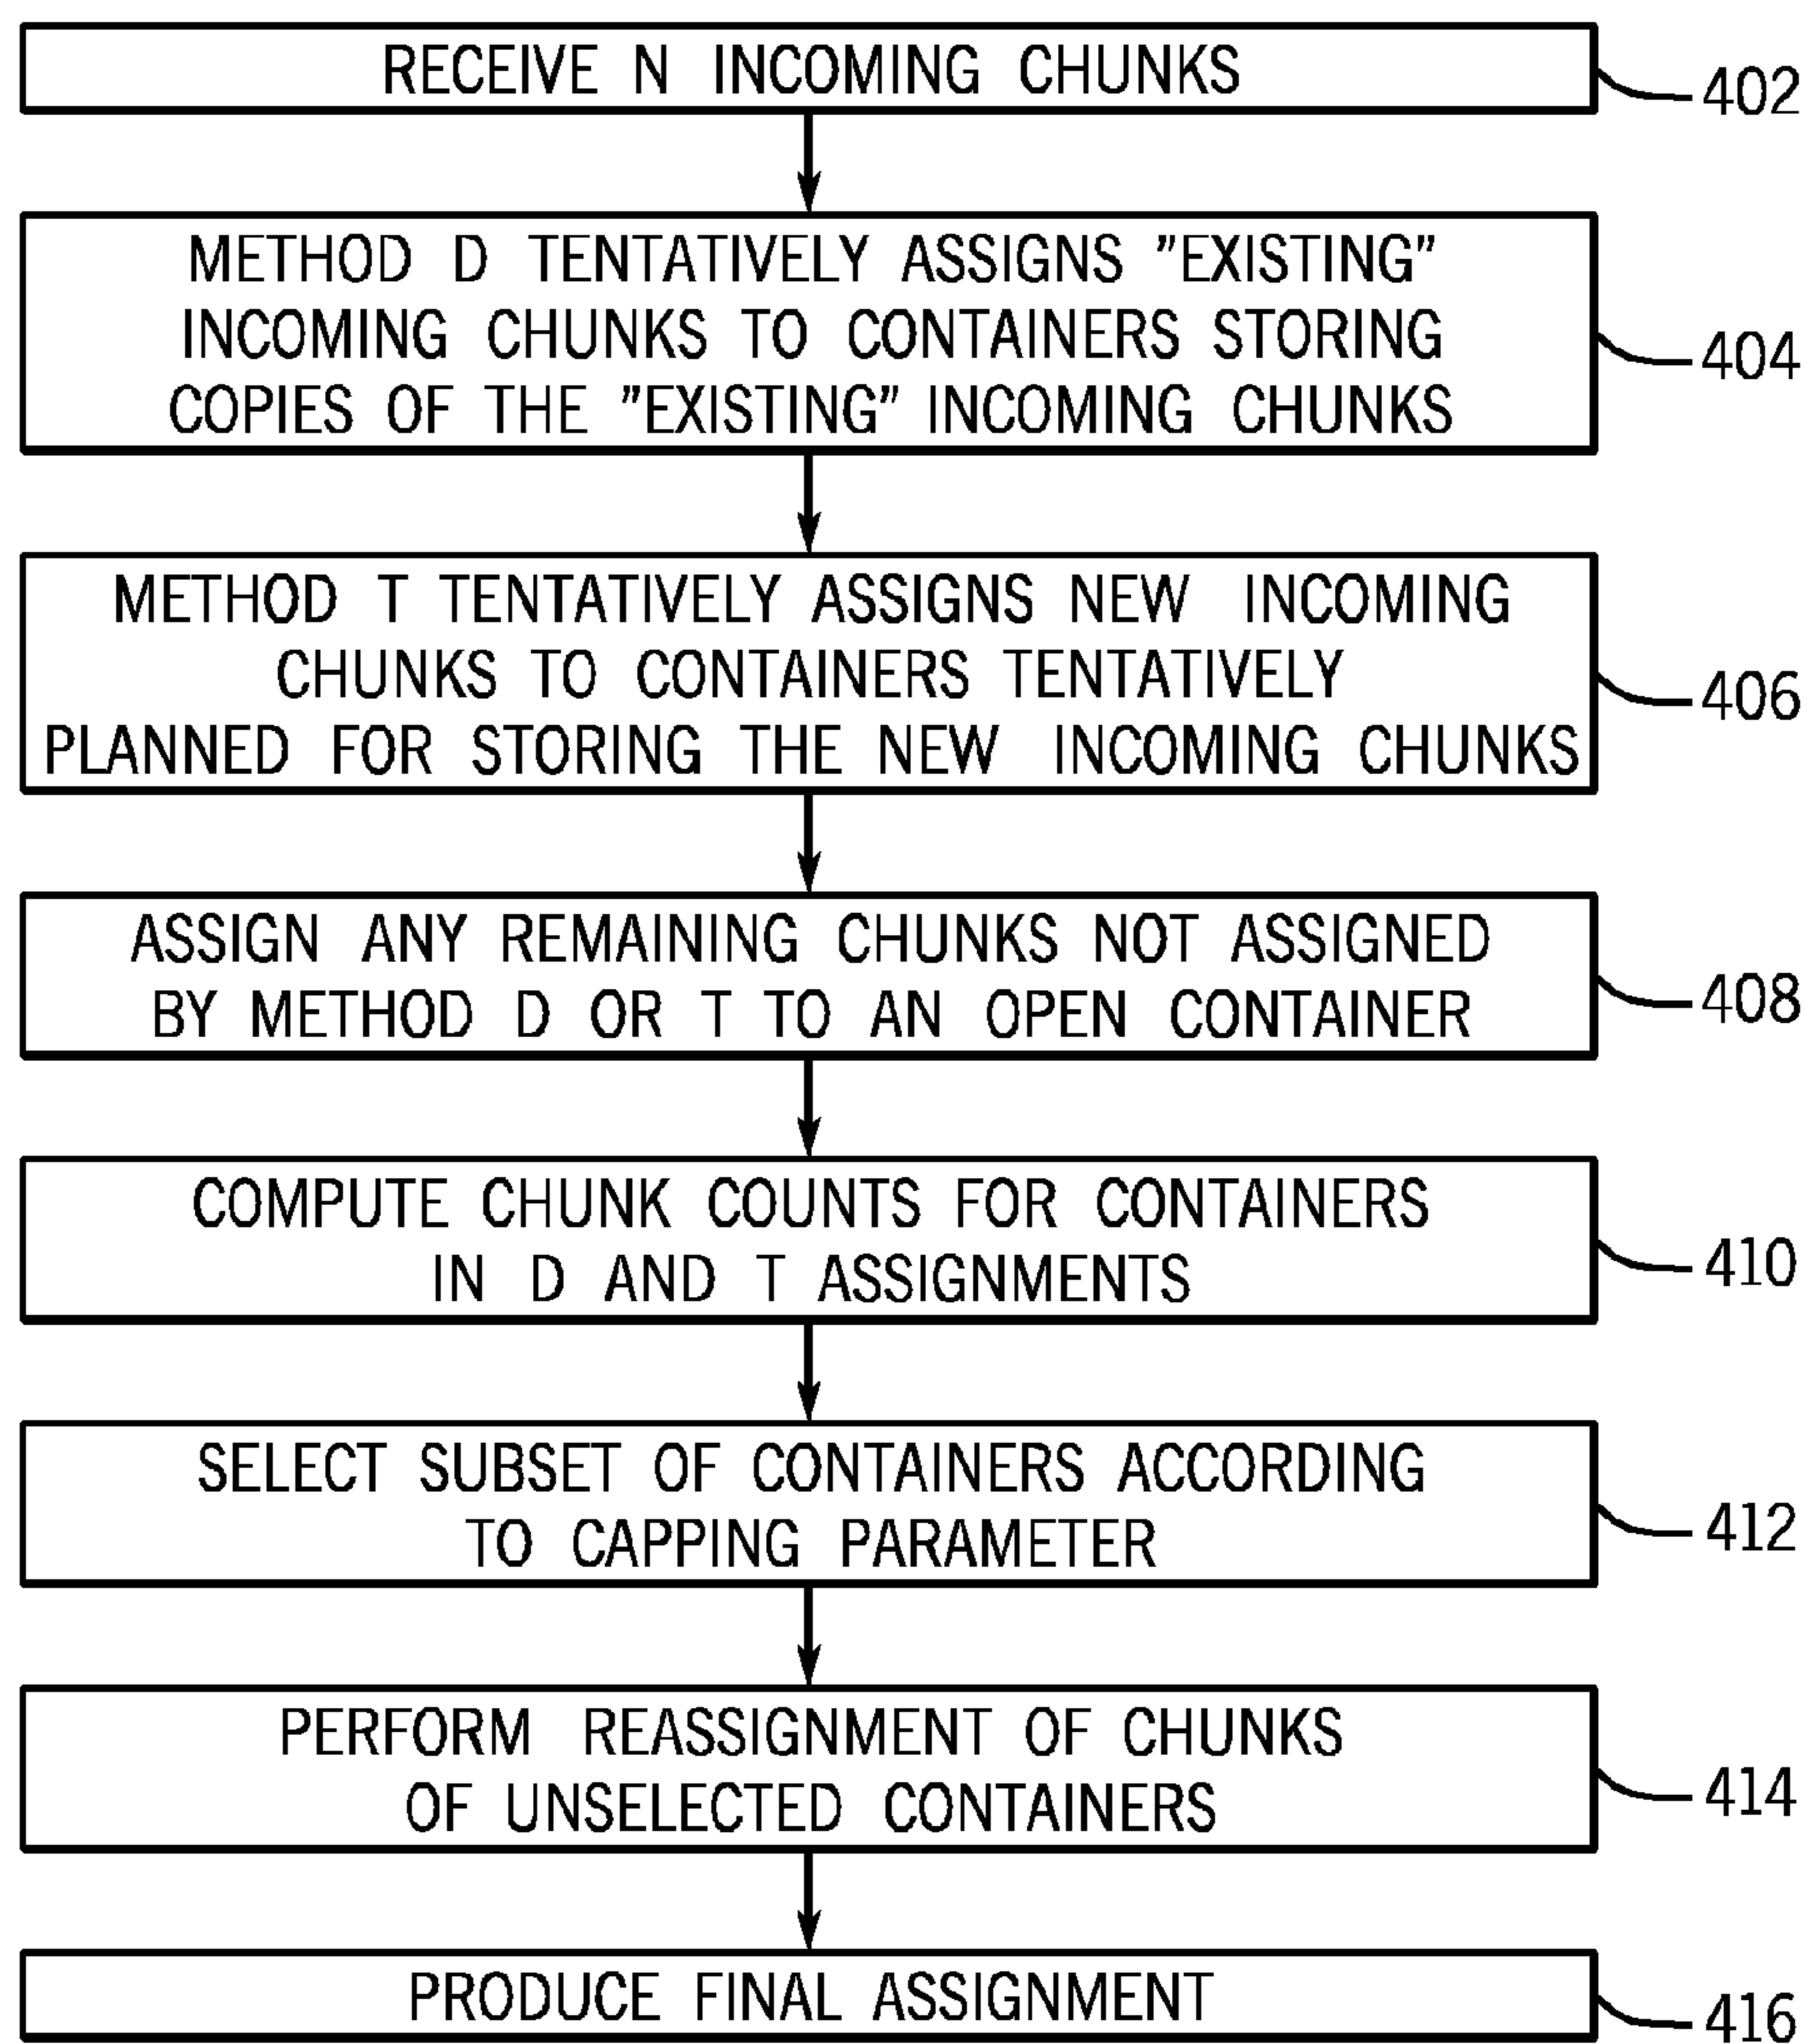 RECEIVE N INCOMING CHUNKS
402
METHOD D TENTATIVELY ASSIGNS "EXISTING"
INCOMING CHUNKS TO CONTAINERS STORING
COPIES OF THE "EXISTING" INCOMING CHUNKS
404
METHOD T TENTATIVELY ASSIGNS NEW INCOMING
CHUNKS TO CONTAINERS TENTATIVELY
PLANNED FOR STORING THE NEW INCOMING CHUNKS
406
ASSIGN ANY REMAINING CHUNKS NOT ASSIGNED
BY METHOD D OR T TO AN OPEN CONTAINER
408
COMPUTE CHUNK COUNTS FOR CONTAINERS
IN D AND T ASSIGNMENTS
410
SELECT SUBSET OF CONTAINERS ACCORDING
TO CAPPING PARAMETER
412
PERFORM REASSIGNMENT OF CHUNKS
OF UNSELECTED CONTAINERS
414
PRODUCE FINAL ASSIGNMENT
416